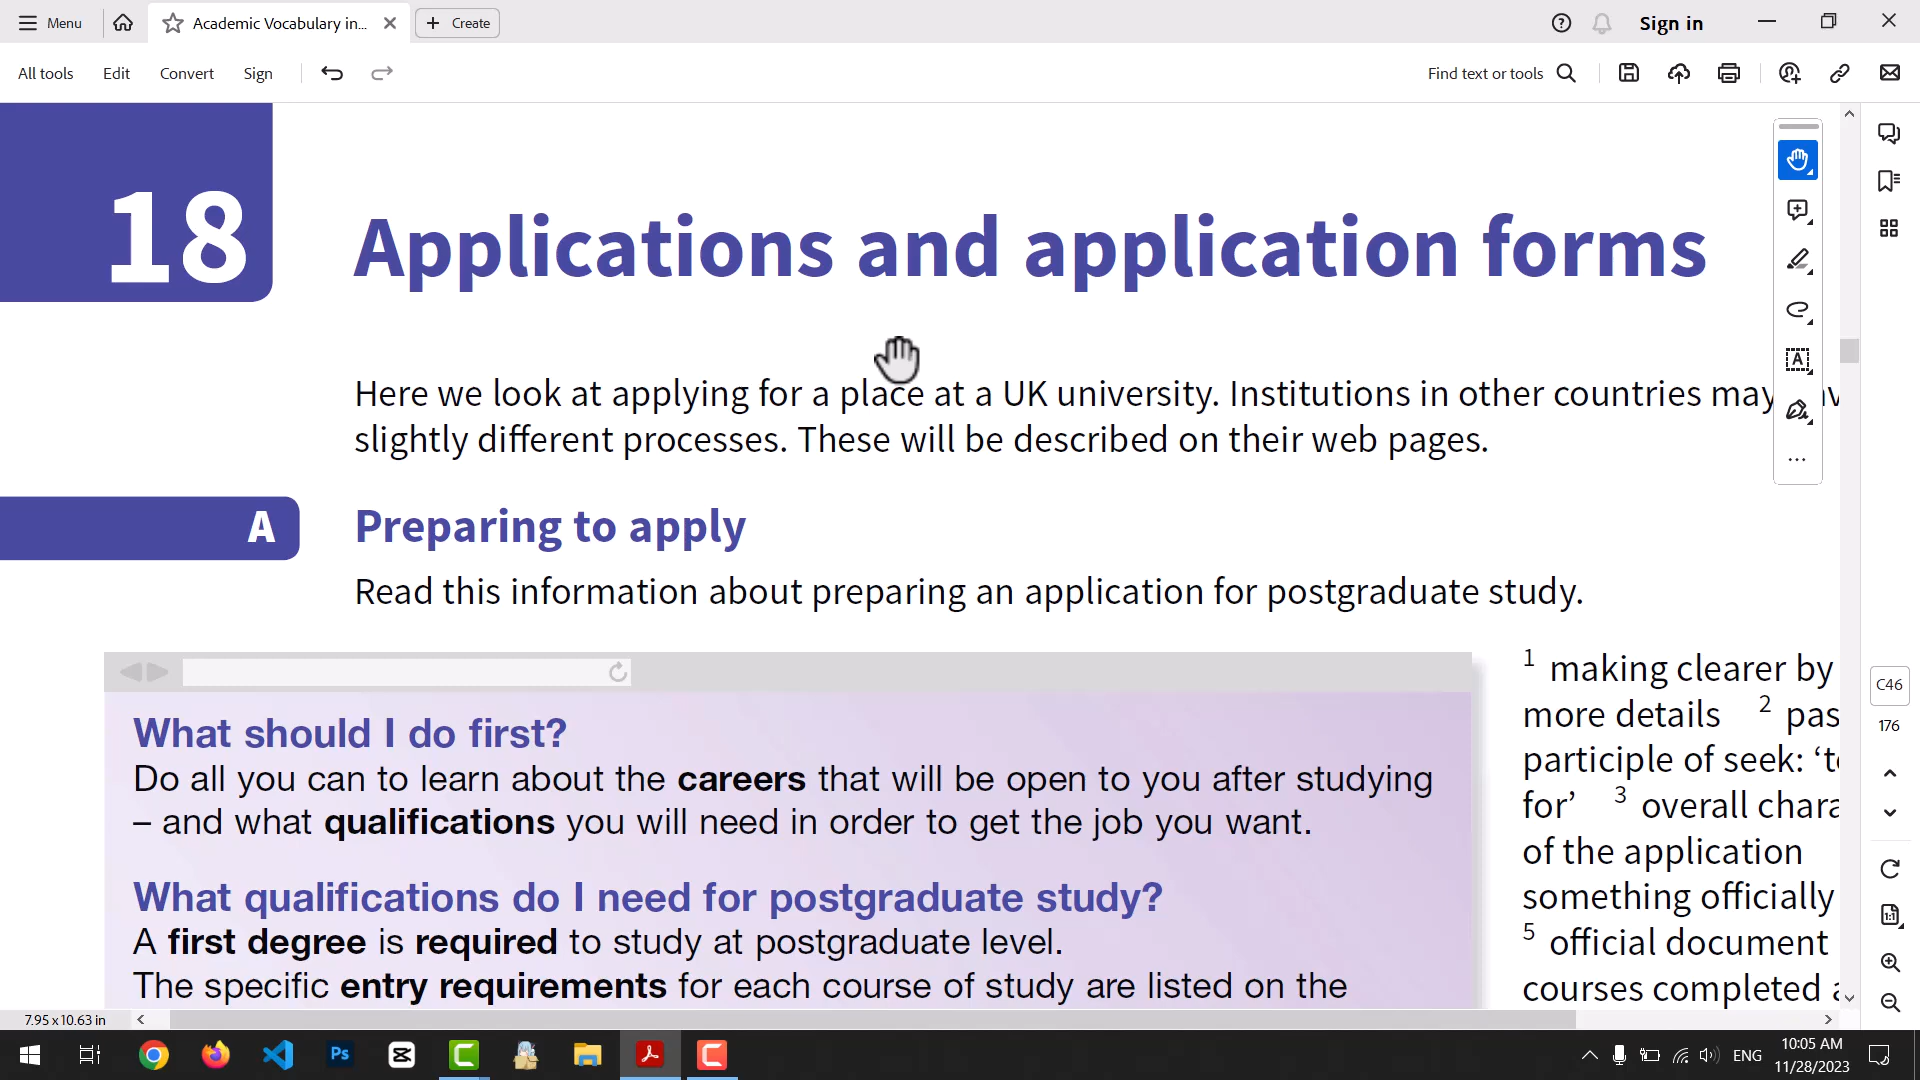 Menu
Academic Vocabulary in...
Create
Sign in
All tools
Edit
Convert
Sign
Find text or tools
18
Applications and application forms
Here we look at applying for a place at a UK university. Institutions in other countries may
slightly different processes. These will be described on their web pages.
A
Preparing to apply
Read this information about preparing an application for postgraduate study.
What should I do first?
Do all you can to learn about the careers that will be open to you after studying
– and what qualifications you will need in order to get the job you want.
What qualifications do I need for postgraduate study?
A first degree is required to study at postgraduate level.
The specific entry requirements for each course of study are listed on the
1 making clearer by
more details 2 pas
participle of seek: ‘t
for’ 3 overall chara
of the application
something officially
5 official document
courses completed
C46
176
7.95 x 10.63 in
Ps
ENG
10:05 AM
11/28/2023